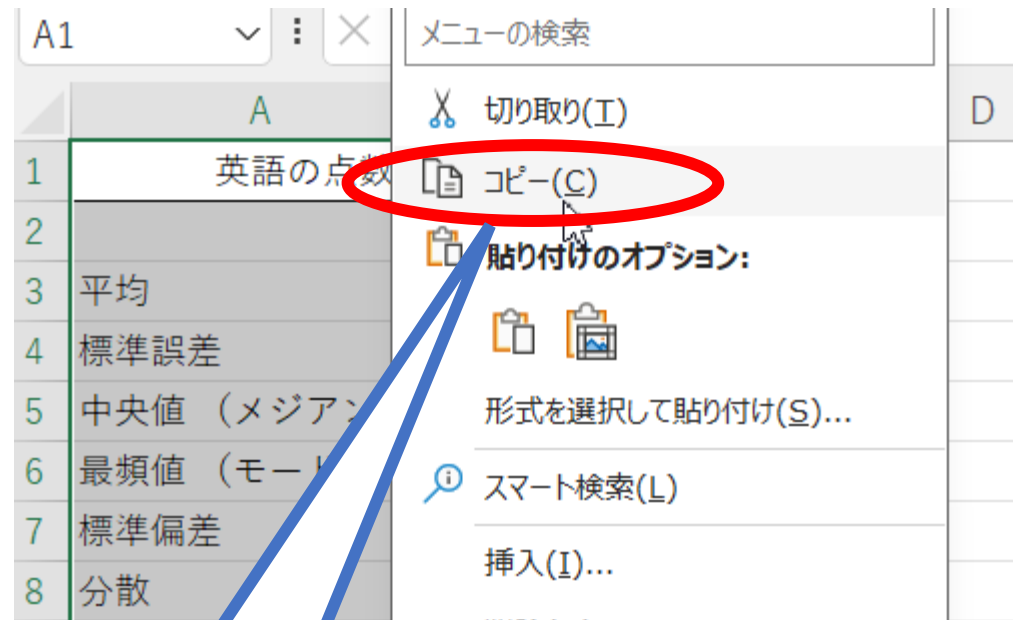 A1
メニューの検索
A
D
切り取り(T)
1
英語の点数
コピー(C)
2
貼り付けのオプション:
3
平均
4
標準誤差
5
中央値 (メジアン
形式を選択して貼り付け(S)...
6
最頻値 (モー
スマート検索(L)
7
標準偏差
挿入(I)...
8
分散